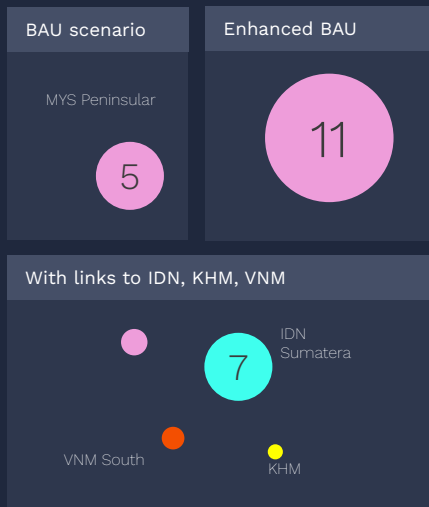 BAU scenario
MYS Peninsular
5
Enhanced BAU
11
With links to IDN, KHM, VNM
IDN
Sumatera
7
VNM South
KHM